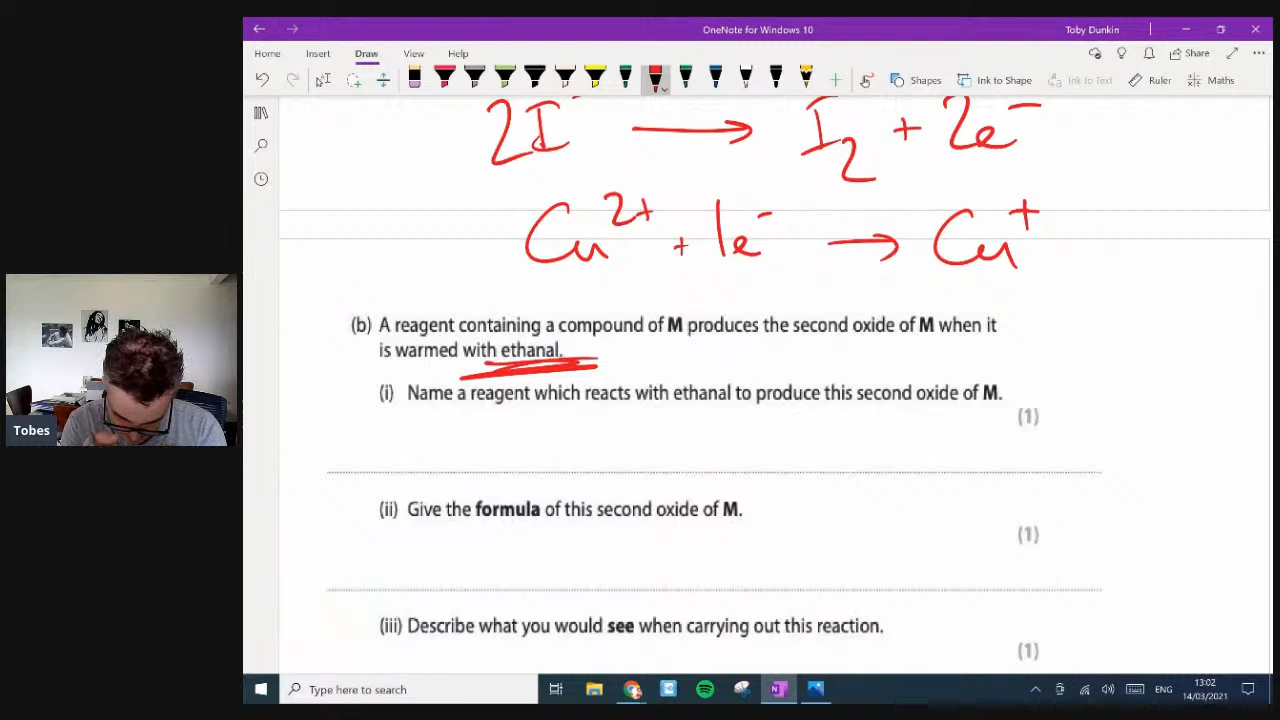 OneNote for Windows 10
Toby Dunkin
Home Insert Draw View Help
Share
Shapes
Ink to Shape
Ink to Text
Ruler
Maths
2I⁻ → I₂ + 2e⁻
Cu²⁺ + 1e⁻ → Cu⁺
(b) A reagent containing a compound of M produces the second oxide of M when it
is warmed with ethanal.
(i) Name a reagent which reacts with ethanal to produce this second oxide of M.
(1)
(ii) Give the formula of this second oxide of M.
(1)
(iii) Describe what you would see when carrying out this reaction.
(1)
Tobes
Type here to search
ENG
13:02
14/03/2021